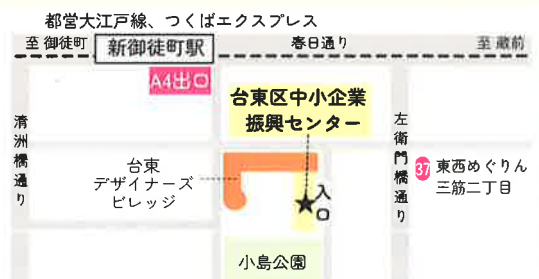 都営大江戸線、つくばエクスプレス
至 御徒町
新御徒町駅
春日通り
至 蔵前
A4出口
台東区中小企業
振興センター
清洲橋通り
台東
デザイナーズ
ビレッジ
入口
左衛門橋通り
37
東西めぐりん
三筋二丁目
小島公園